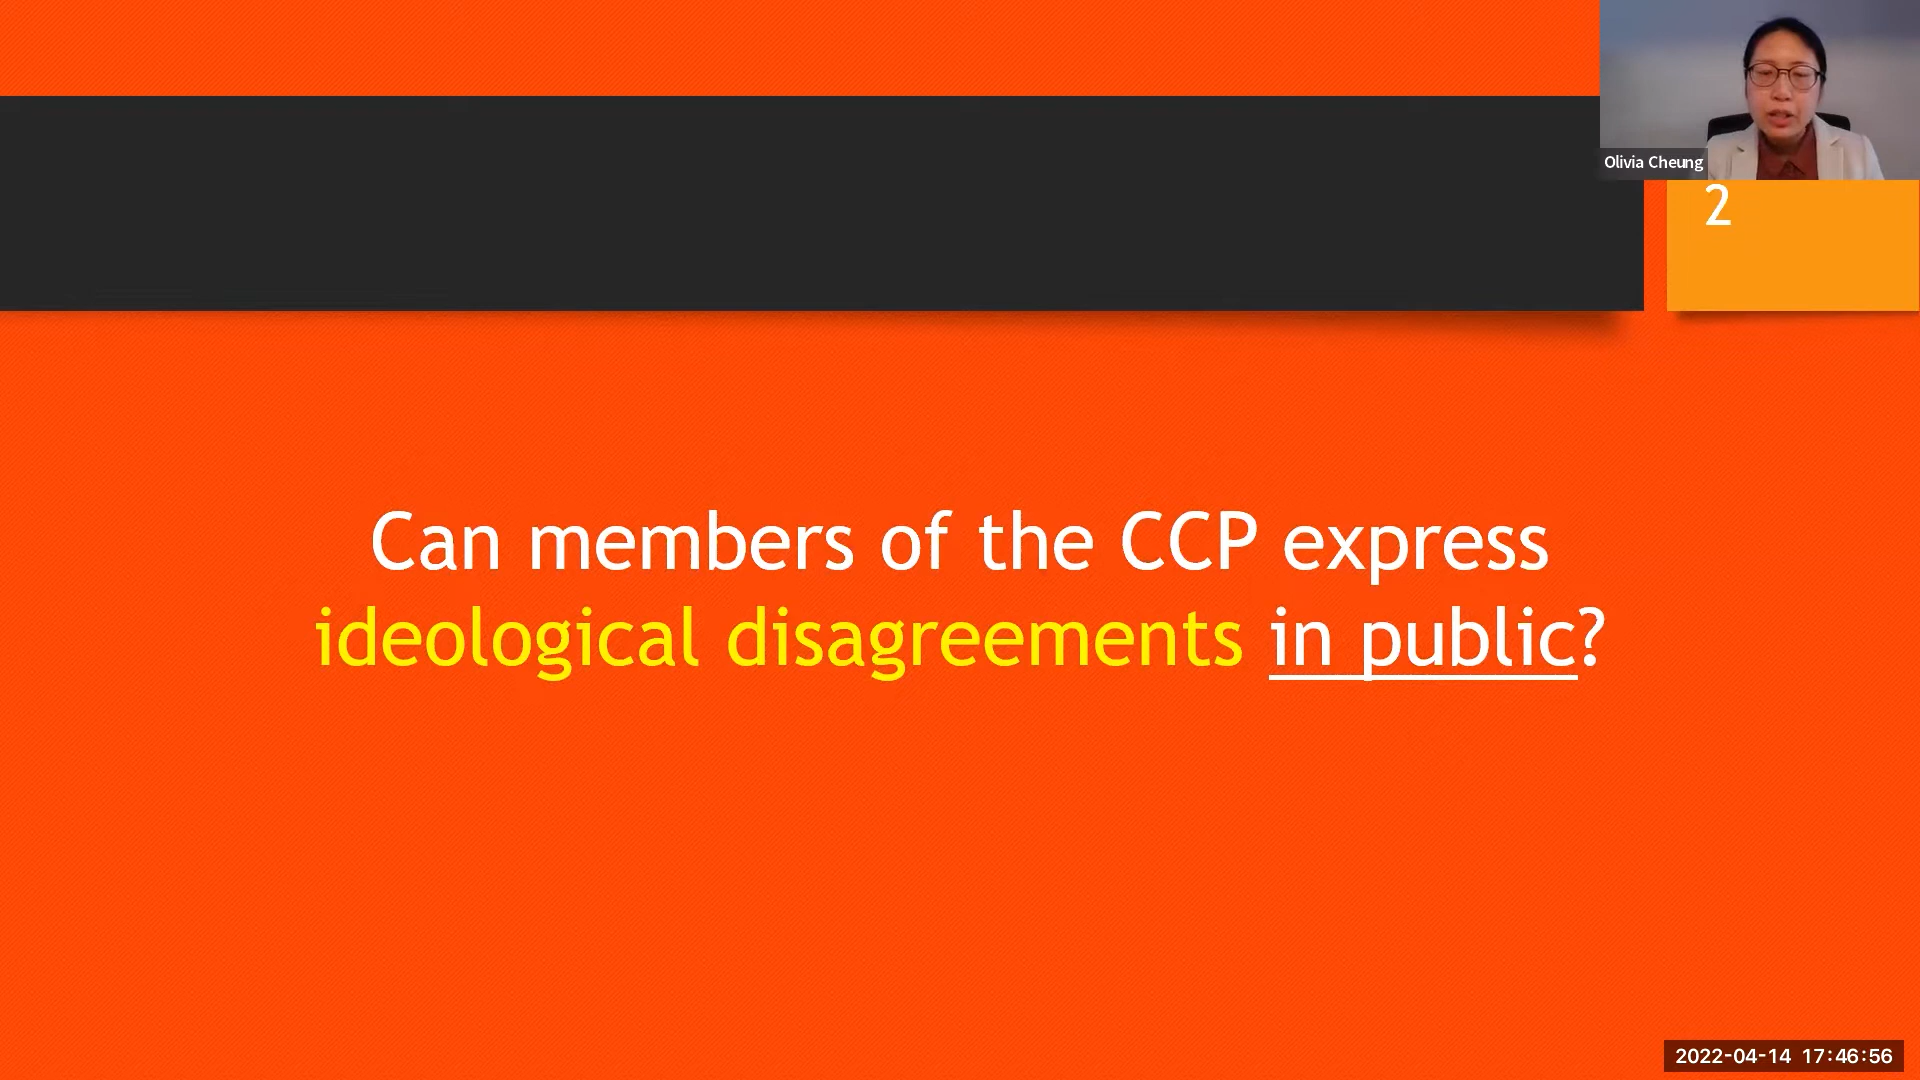 Olivia Cheung
2
Can members of the CCP express
ideological disagreements in public?
2022-04-14 17:46:56